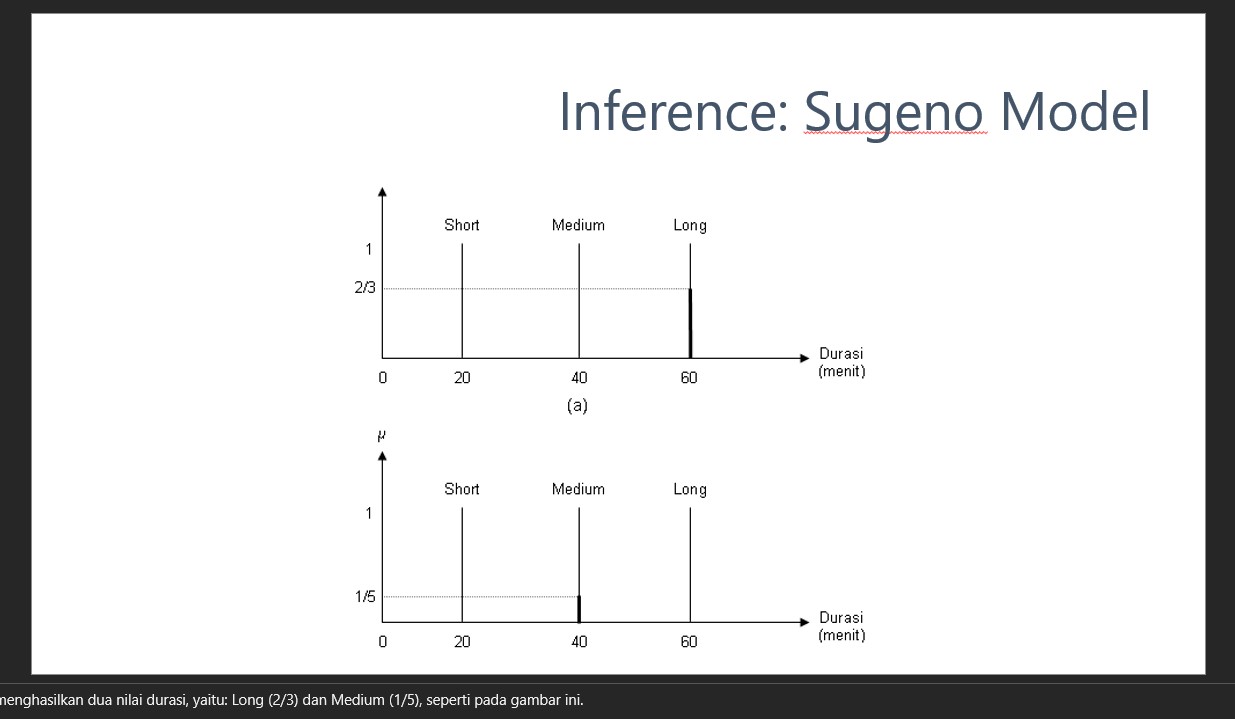 Inference: Sugeno Model
Short Medium Long
1
2/3
Durasi
(menit)
0 20 40 60
(a)
μ
Short Medium Long
1
1/5
Durasi
(menit)
0 20 40 60
menghasilkan dua nilai durasi, yaitu: Long (2/3) dan Medium (1/5), seperti pada gambar ini.